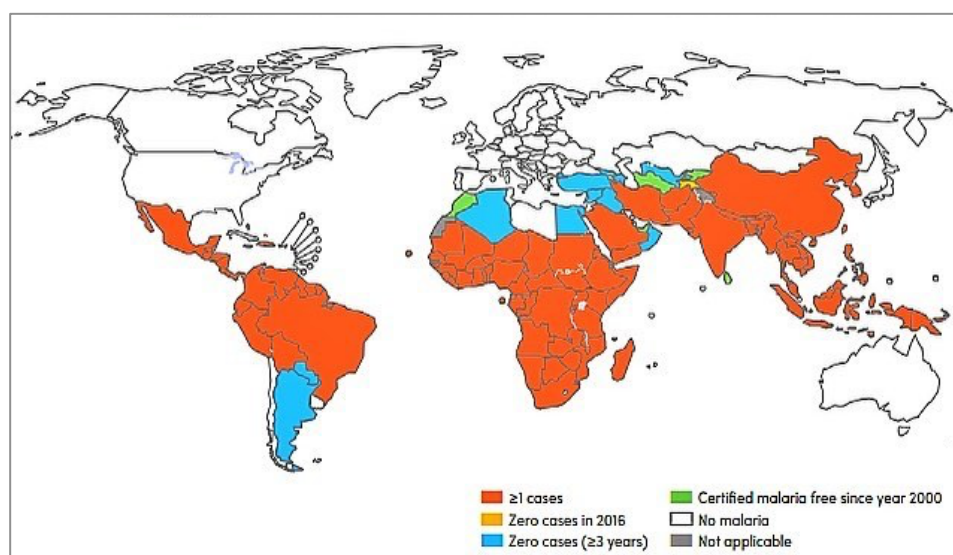 ≥1 cases
Zero cases in 2016
Zero cases (≥3 years)
Certified malaria free since year 2000
No malaria
Not applicable